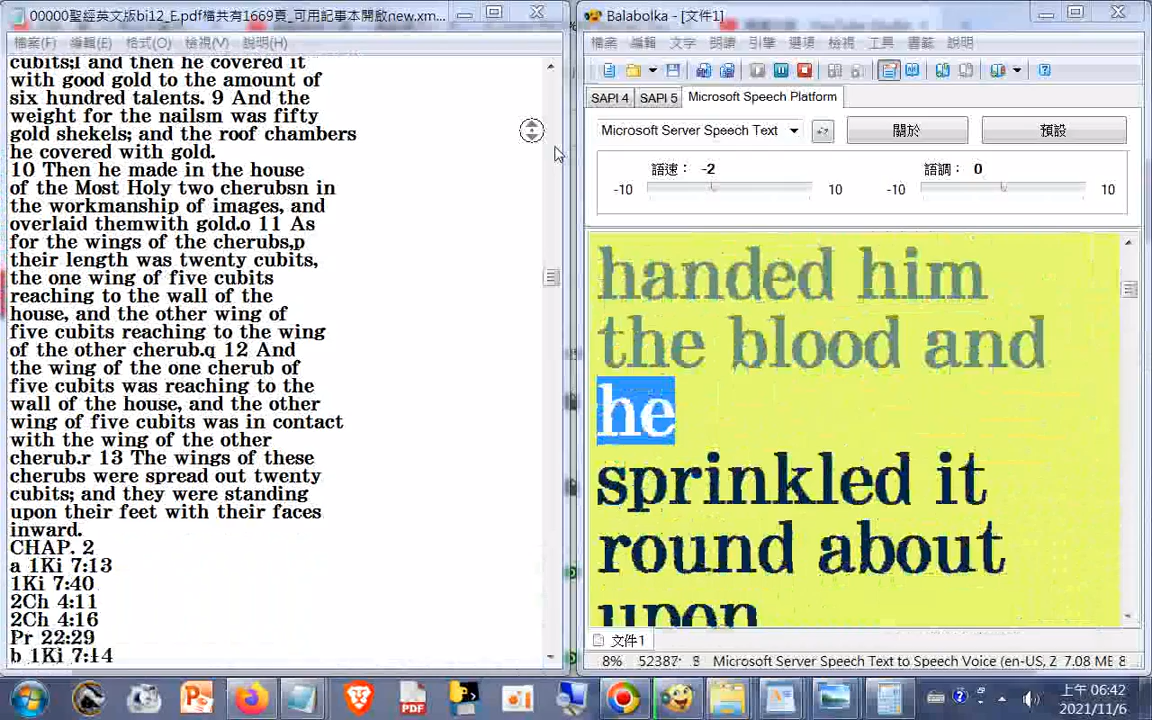 00000聖經英文版bi12_E.pdf檔共有1669頁_可用記事本開啟new.xm...
檔案(F) 編輯(E) 格式(O) 檢視(V) 說明(H)
cubits;l and then he covered it
with good gold to the amount of
six hundred talents. 9 And the
weight for the nailsm was fifty
gold shekels; and the roof chambers
he covered with gold.
10 Then he made in the house
of the Most Holy two cherubsn in
the workmanship of images, and
overlaid themwith gold.o 11 As
for the wings of the cherubs,p
their length was twenty cubits,
the one wing of five cubits
reaching to the wall of the
house, and the other wing of
five cubits reaching to the wing
of the other cherub.q 12 And
the wing of the one cherub of
five cubits was reaching to the
wall of the house, and the other
wing of five cubits was in contact
with the wing of the other
cherub.r 13 The wings of these
cherubs were spread out twenty
cubits; and they were standing
upon their feet with their faces
inward.
CHAP. 2
a 1Ki 7:13
1Ki 7:40
2Ch 4:11
2Ch 4:16
Pr 22:29
b 1Ki 7:14
Balabolka - [文件1]
檔案 編輯 文字 朗讀 引擎 選項 檢視 工具 書籤 說明
SAPI 4 SAPI 5 Microsoft Speech Platform
Microsoft Server Speech Text 關於 預設
語速： -2 語調： 0
-10 10 -10 10
handed him
the blood and
he
sprinkled it
round about
upon
文件1
8% 52387 Microsoft Server Speech Text to Speech Voice (en-US, 7.08 MB 8
PDF
上午 06:42
2021/11/6